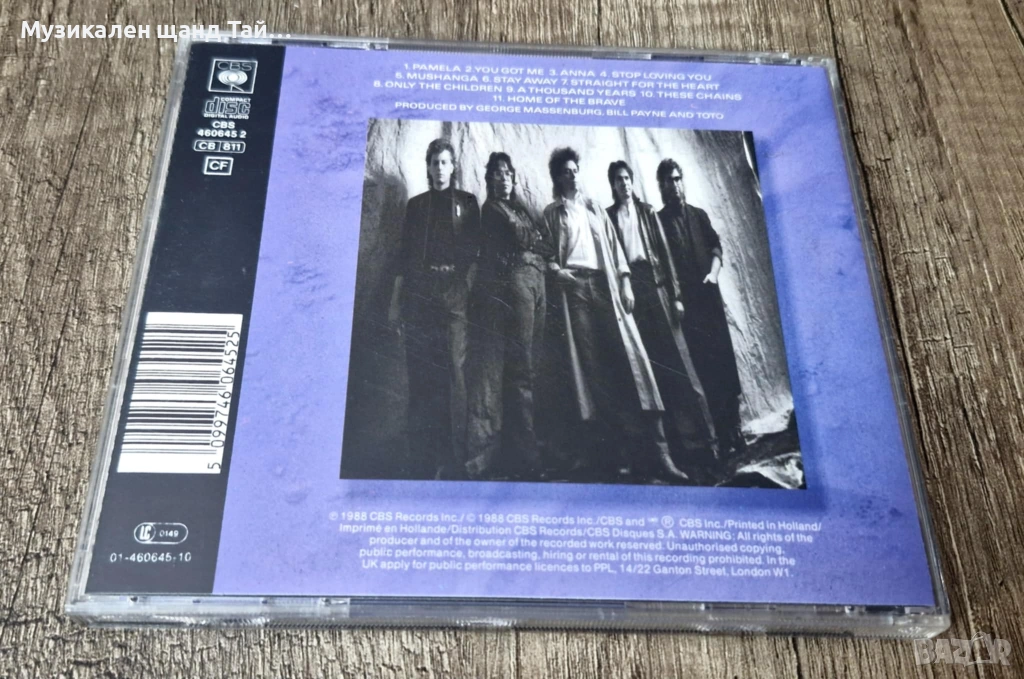 Музикален щанд Тай...
CBS
COMPACT
disc
DIGITAL AUDIO
CBS
460645 2
CB 811
CF
1. PAMELA 2. YOU GOT ME 3. ANNA 4. STOP LOVING YOU
5. MUSHANGA 6. STAY AWAY 7. STRAIGHT FOR THE HEART
8. ONLY THE CHILDREN 9. A THOUSAND YEARS 10. THESE CHAINS
11. HOME OF THE BRAVE
PRODUCED BY GEORGE MASSENBURG, BILL PAYNE AND TOTO
5 099746 064525
LC 0149
01-460645-10
℗ 1988 CBS Records Inc./ © 1988 CBS Records Inc./CBS and ® CBS Inc./Printed in Holland/
Imprimé en Hollande/Distribution CBS Records/CBS Disques S.A. WARNING: All rights of the
producer and of the owner of the recorded work reserved. Unauthorised copying,
public performance, broadcasting, hiring or rental of this recording prohibited. In the
UK apply for public performance licences to PPL, 14/22 Ganton Street, London W1.
BAZAR